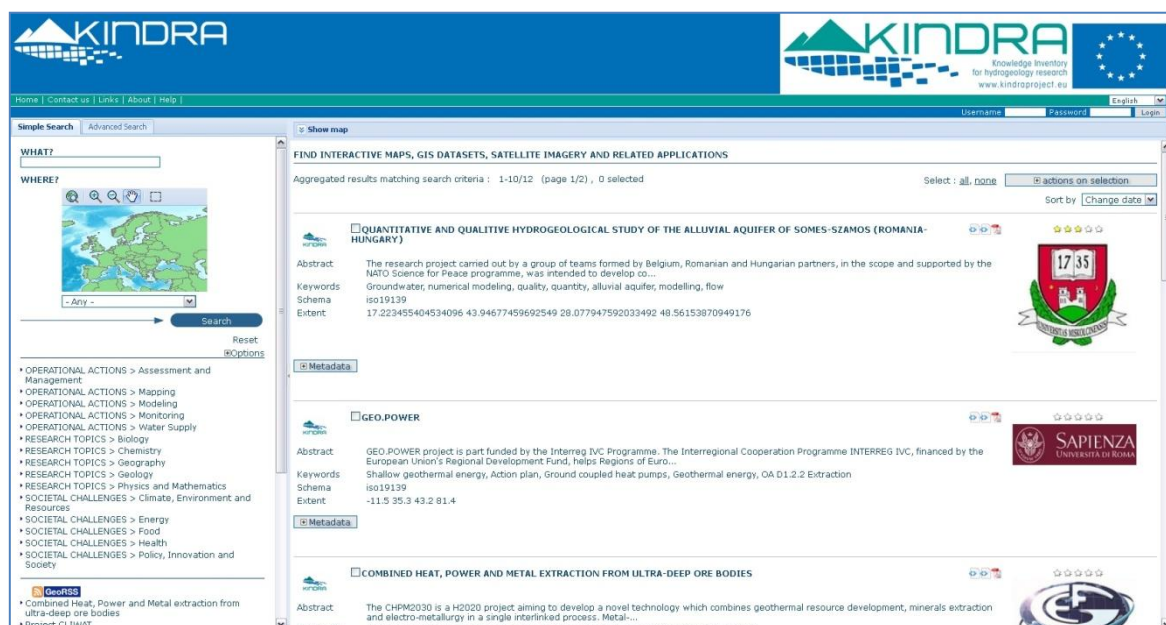 KINDRA
KINDRA
Knowledge Inventory
for hydrogeology research
www.kindraproject.eu
Home | Contact us | Links | About | Help |
English
Username
Password
Login
Simple Search
Advanced Search
WHAT?
WHERE?
- Any -
Search
Reset
Options
OPERATIONAL ACTIONS > Assessment and
Management
OPERATIONAL ACTIONS > Mapping
OPERATIONAL ACTIONS > Modeling
OPERATIONAL ACTIONS > Monitoring
OPERATIONAL ACTIONS > Water Supply
RESEARCH TOPICS > Biology
RESEARCH TOPICS > Chemistry
RESEARCH TOPICS > Geography
RESEARCH TOPICS > Geology
RESEARCH TOPICS > Physics and Mathematics
SOCIETAL CHALLENGES > Climate, Environment and
Resources
SOCIETAL CHALLENGES > Energy
SOCIETAL CHALLENGES > Food
SOCIETAL CHALLENGES > Health
SOCIETAL CHALLENGES > Policy, Innovation and
Society
GeoRSS
Combined Heat, Power and Metal extraction from
ultra-deep ore bodies
Project CLIWAT
Show map
FIND INTERACTIVE MAPS, GIS DATASETS, SATELLITE IMAGERY AND RELATED APPLICATIONS
Aggregated results matching search criteria : 1-10/12 (page 1/2) , 0 selected
Select : all, none
actions on selection
Sort by Change date
KINDRA
QUANTITATIVE AND QUALITIVE HYDROGEOLOGICAL STUDY OF THE ALLUVIAL AQUIFER OF SOMES-SZAMOS (ROMANIA-
HUNGARY)
Abstract The research project carried out by a group of teams formed by Belgium, Romanian and Hungarian partners, in the scope and supported by the
NATO Science for Peace programme, was intended to develop co...
Keywords Groundwater, numerical modeling, quality, quantity, alluvial aquifer, modelling, flow
Schema iso19139
Extent 17.223455404534096 43.94677459692549 28.077947592033492 48.56153870949176
17 35
Metadata
KINDRA
GEO.POWER
Abstract GEO.POWER project is part funded by the Interreg IVC Programme. The Interregional Cooperation Programme INTERREG IVC, financed by the
European Union's Regional Development Fund, helps Regions of Euro...
Keywords Shallow geothermal energy, Action plan, Ground coupled heat pumps, Geothermal energy, OA D1.2.2 Extraction
Schema iso19139
Extent -11.5 35.3 43.2 81.4
SAPIENZA
UNIVERSITÀ DI ROMA
Metadata
KINDRA
COMBINED HEAT, POWER AND METAL EXTRACTION FROM ULTRA-DEEP ORE BODIES
Abstract The CHPM2030 is a H2020 project aiming to develop a novel technology which combines geothermal resource development, minerals extraction
and electro-metallurgy in a single interlinked process. Metal-...